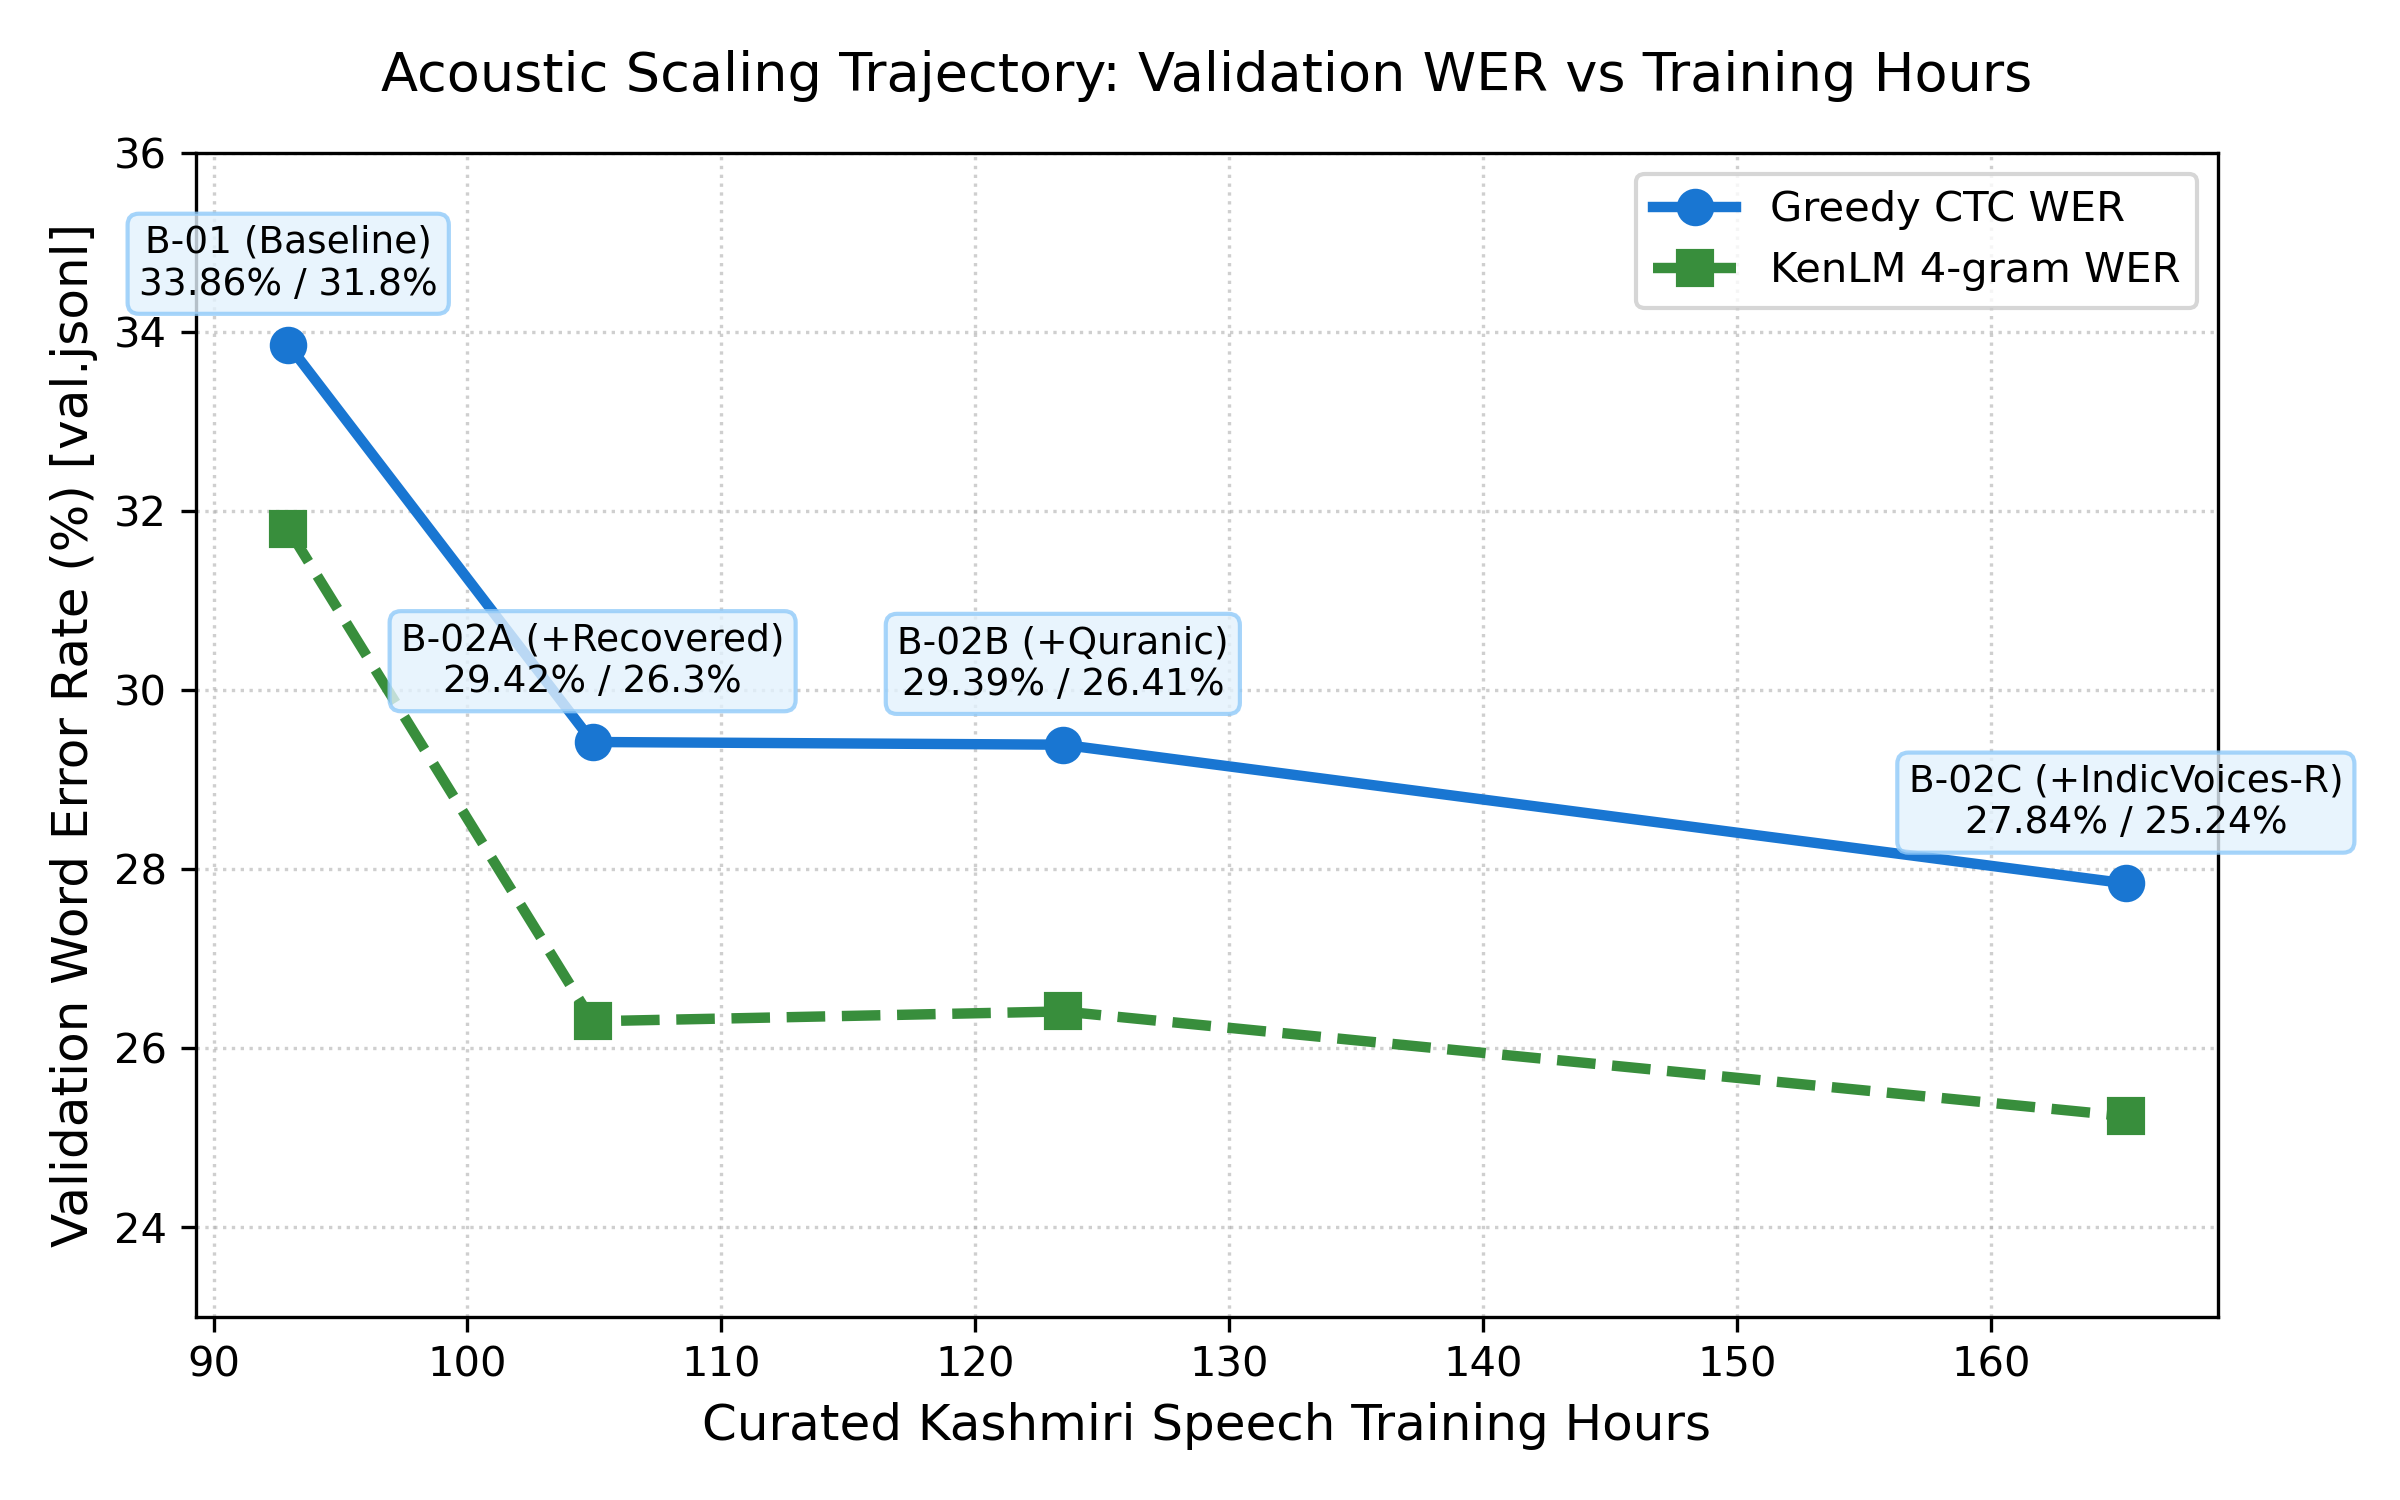 Acoustic Scaling Trajectory: Validation WER vs Training Hours
Validation Word Error Rate (%) [val.jsonl]
36
34
32
30
28
26
24
Greedy CTC WER
KenLM 4-gram WER
B-01 (Baseline)
33.86% / 31.8%
B-02A (+Recovered)
29.42% / 26.3%
B-02B (+Quranic)
29.39% / 26.41%
B-02C (+IndicVoices-R)
27.84% / 25.24%
90 100 110 120 130 140 150 160
Curated Kashmiri Speech Training Hours